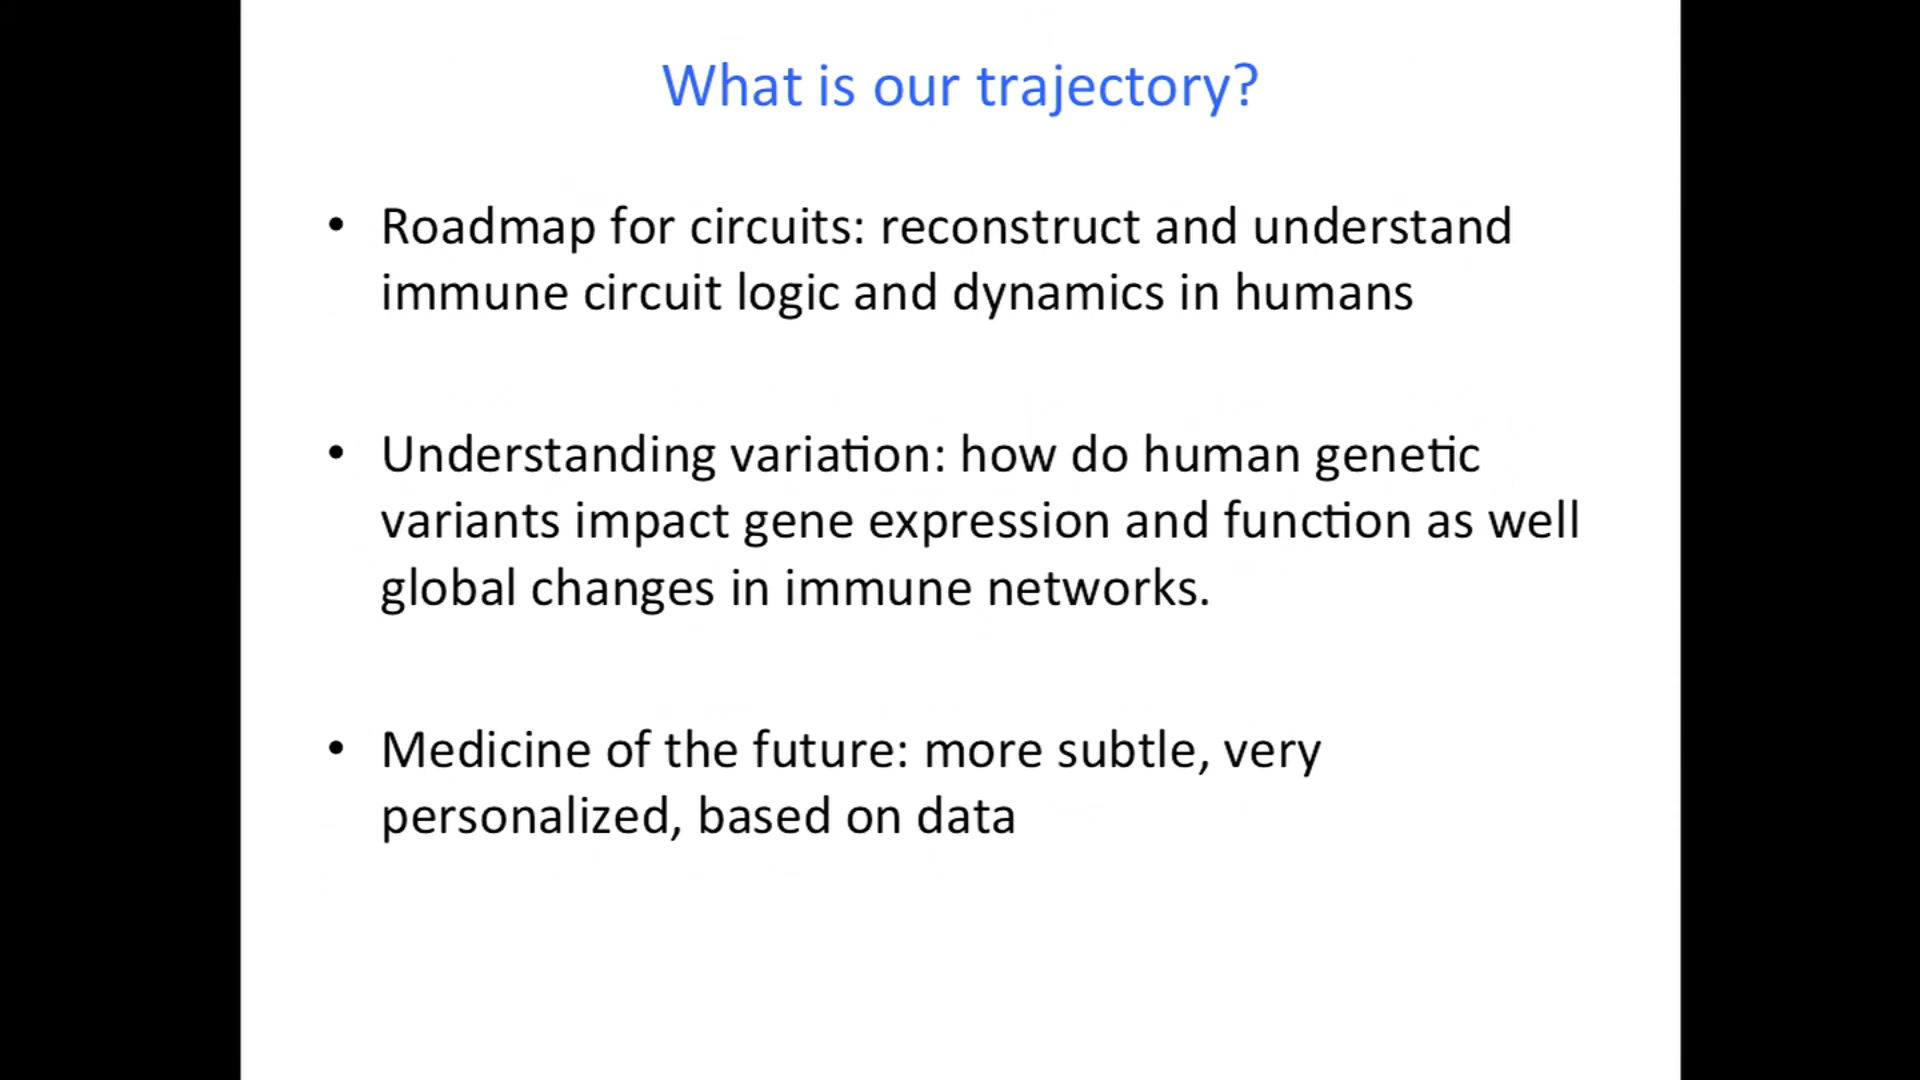 What is our trajectory?
• Roadmap for circuits: reconstruct and understand
immune circuit logic and dynamics in humans
• Understanding variation: how do human genetic
variants impact gene expression and function as well
global changes in immune networks.
• Medicine of the future: more subtle, very
personalized, based on data